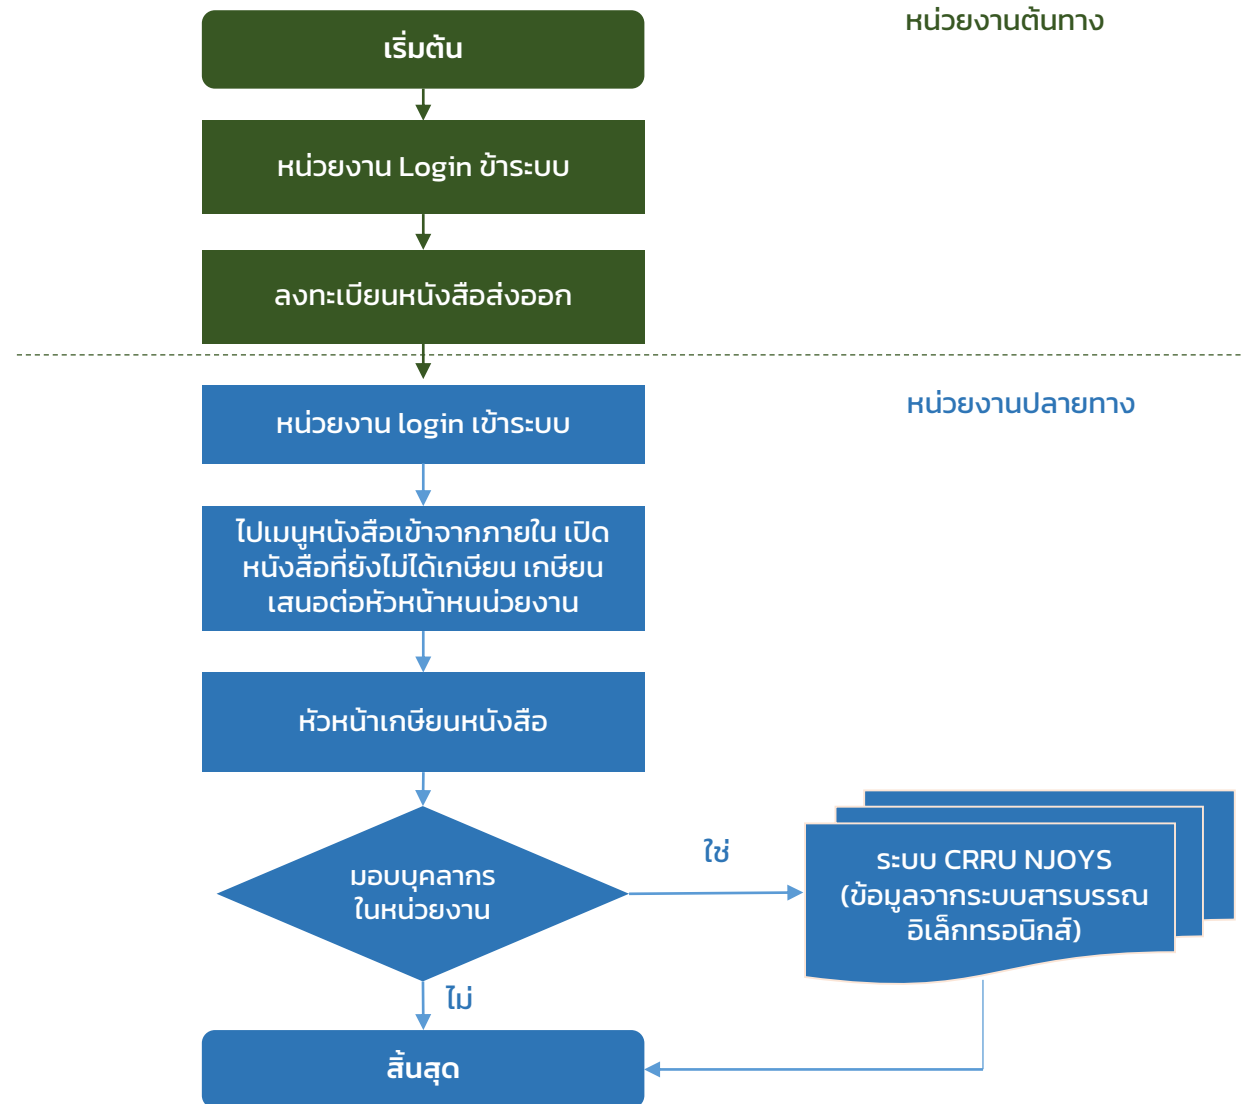 หน่วยงานต้นทาง
เริ่มต้น
หน่วยงาน Login ข้าระบบ
ลงทะเบียนหนังสือส่งออก
หน่วยงานปลายทาง
หน่วยงาน login เข้าระบบ
ไปเมนูหนังสือเข้าจากภายใน เปิด
หนังสือที่ยังไม่ได้เกษียน เกษียน
เสนอต่อหัวหน้าหนน่วยงาน
หัวหน้าเกษียนหนังสือ
มอบบุคลากร
ในหน่วยงาน
ใช่
ระบบ CRRU NJOYS
(ข้อมูลจากระบบสารบรรณ
อิเล็กทรอนิกส์)
ไม่
สิ้นสุด